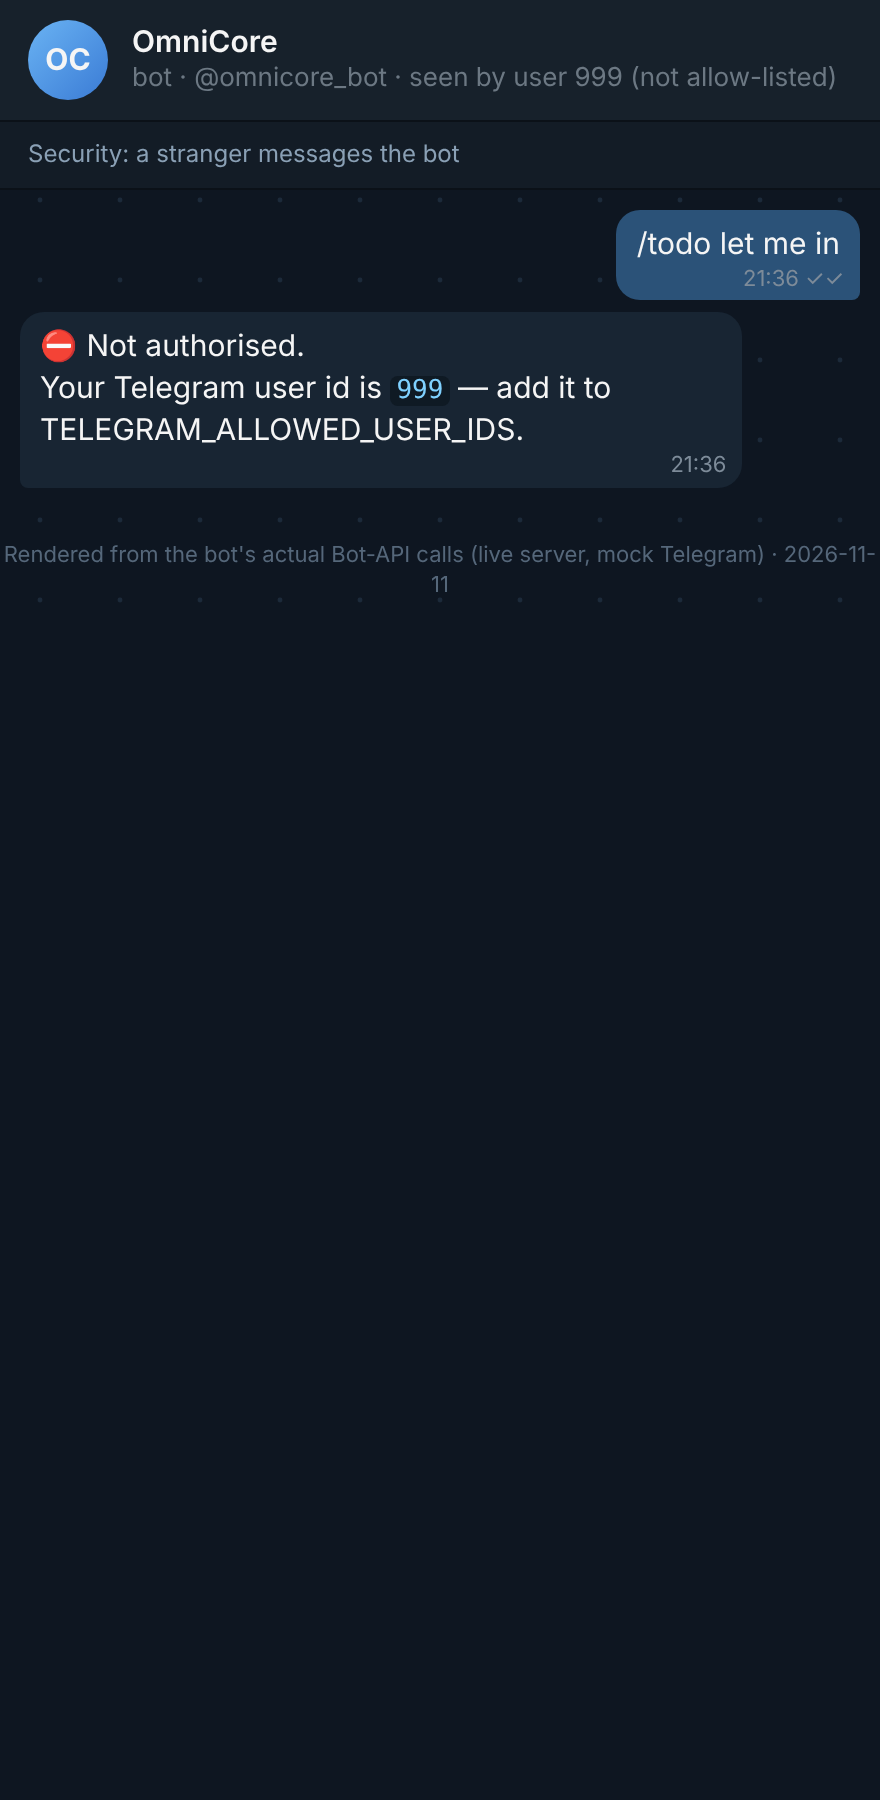 OC
OmniCore
bot · @omnicore_bot · seen by user 999 (not allow-listed)
Security: a stranger messages the bot
/todo let me in
21:36 ✓✓
⛔ Not authorised.
Your Telegram user id is 999 — add it to
TELEGRAM_ALLOWED_USER_IDS.
21:36
Rendered from the bot's actual Bot-API calls (live server, mock Telegram) · 2026-11-
11